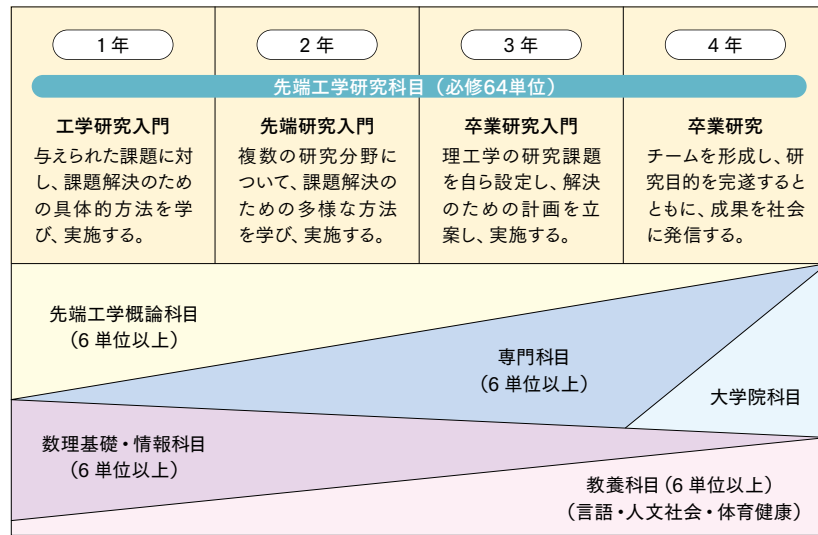 1年
2年
3年
4年
先端工学研究科目（必修64単位）
工学研究入門
与えられた課題に対
し、課題解決のため
の具体的方法を学
び、実施する。
先端研究入門
複数の研究分野に
ついて、課題解決の
ための多様な方法
を学び、実施する。
卒業研究入門
理工学の研究課題
を自ら設定し、解決
のための計画を立
案し、実施する。
卒業研究
チームを形成し、研
究目的を完遂すると
ともに、成果を社会
に発信する。
先端工学概論科目
（6単位以上）
専門科目
（6単位以上）
大学院科目
数理基礎・情報科目
（6単位以上）
教養科目（6単位以上）
（言語・人文社会・体育健康）